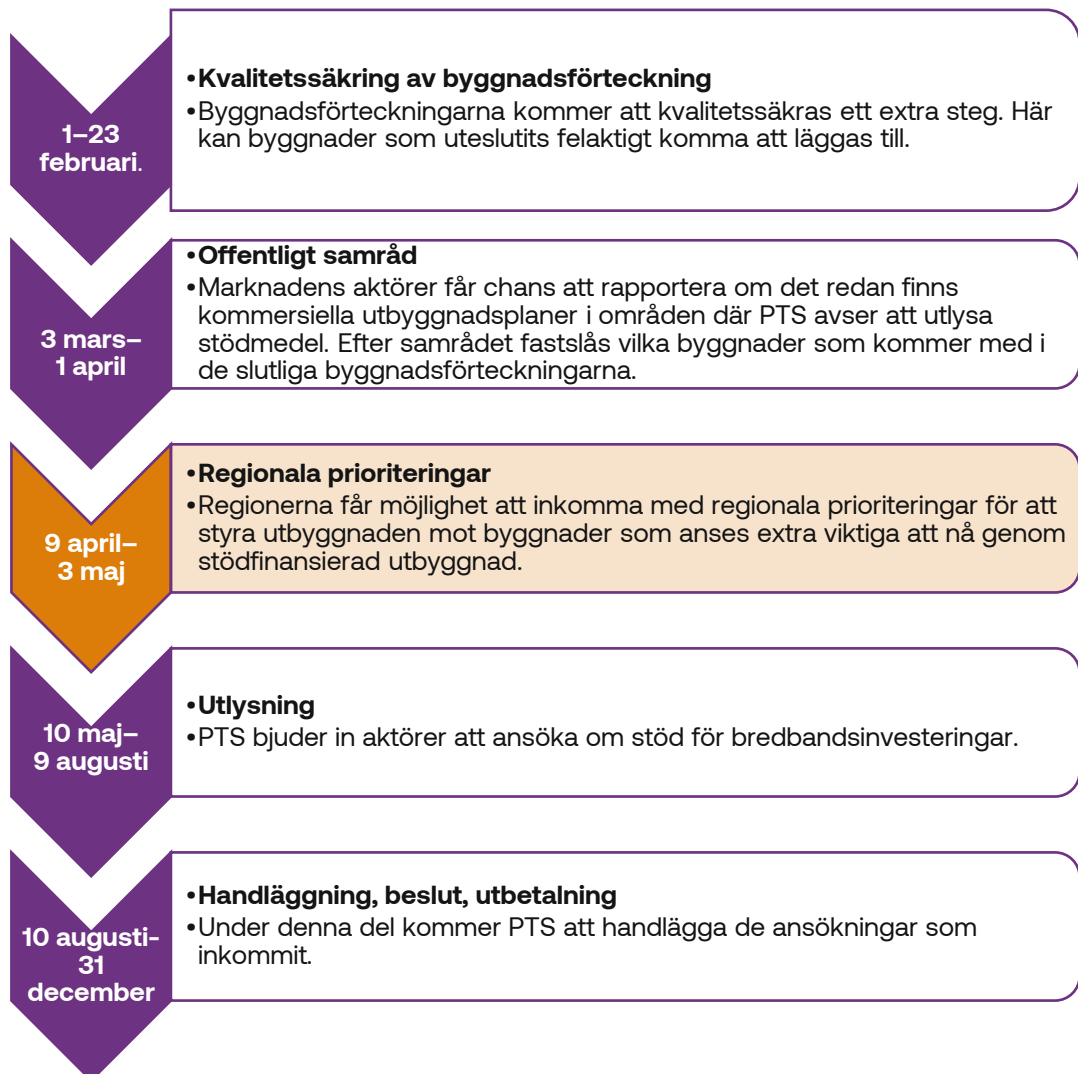 1–23
februari.
•Kvalitetssäkring av byggnadsförteckning
•Byggnadsförteckningarna kommer att kvalitetssäkras ett extra steg. Här
kan byggnader som uteslutits felaktigt komma att läggas till.
3 mars–
1 april
•Offentligt samråd
•Marknadens aktörer får chans att rapportera om det redan finns
kommersiella utbyggnadsplaner i områden där PTS avser att utlysa
stödmedel. Efter samrådet fastslås vilka byggnader som kommer med i
de slutliga byggnadsförteckningarna.
9 april–
3 maj
•Regionala prioriteringar
•Regionerna får möjlighet att inkomma med regionala prioriteringar för att
styra utbyggnaden mot byggnader som anses extra viktiga att nå genom
stödfinansierad utbyggnad.
10 maj–
9 augusti
•Utlysning
•PTS bjuder in aktörer att ansöka om stöd för bredbandsinvesteringar.
10 augusti-
31
december
•Handläggning, beslut, utbetalning
•Under denna del kommer PTS att handlägga de ansökningar som
inkommit.